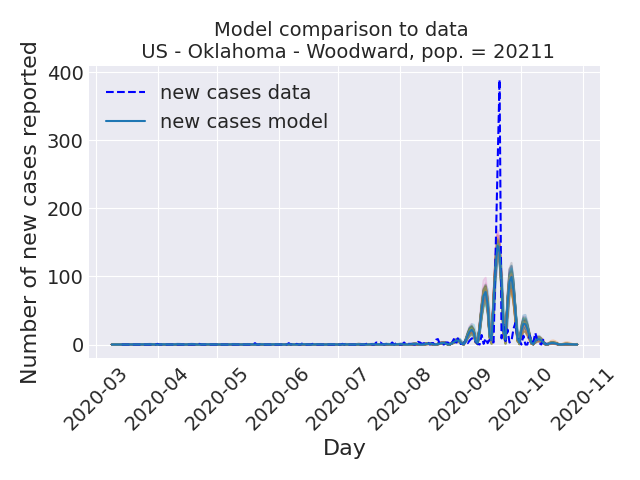 Model comparison to data
US - Oklahoma - Woodward, pop. = 20211
Number of new cases reported
400
300
200
100
0
new cases data
new cases model
2020-03
2020-04
2020-05
2020-06
2020-07
2020-08
2020-09
2020-10
2020-11
Day